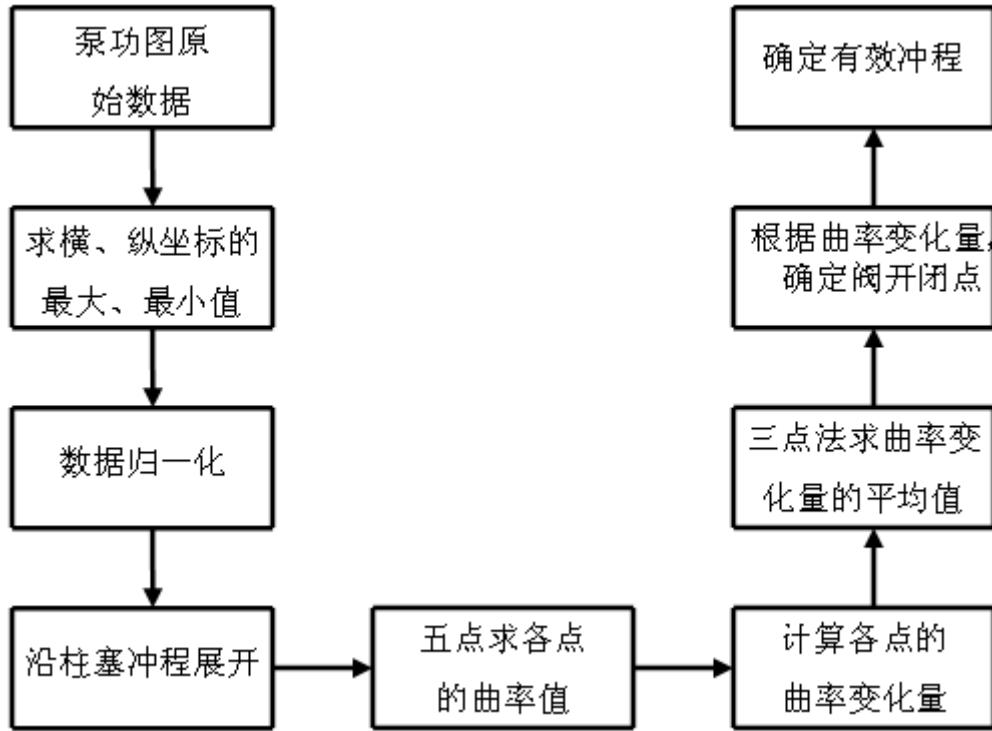 泵功图原
始数据
求横、纵坐标的
最大、最小值
数据归一化
沿柱塞冲程展开
五点求各点
的曲率值
计算各点的
曲率变化量
三点法求曲率变
化量的平均值
根据曲率变化量,
确定阀开闭点
确定有效冲程